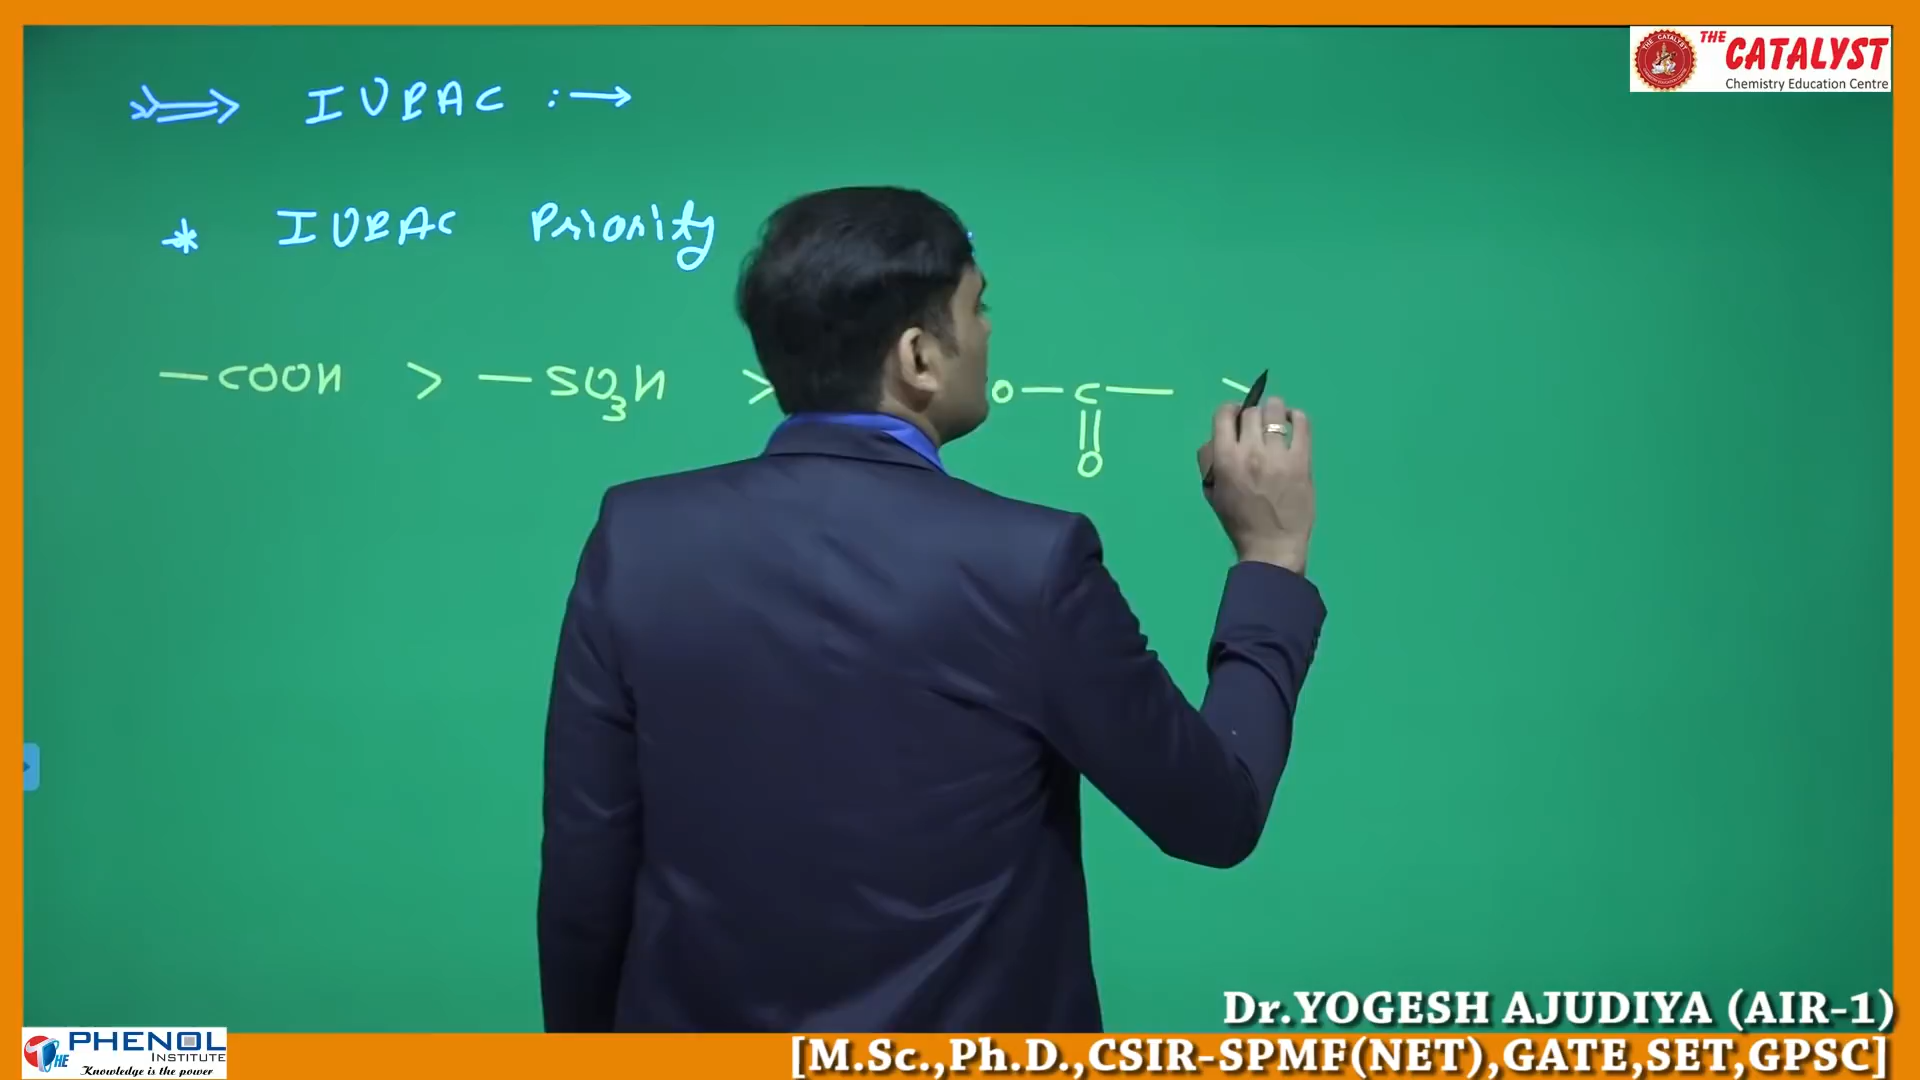 IUPAC :→
* IUPAC Priority
—COOH > —SO3H > O—C— >
||
O
THE CATALYST
Chemistry Education Centre
THE PHENOL
INSTITUTE
Knowledge is the power
Dr.YOGESH AJUDIYA (AIR-1)
[M.Sc.,Ph.D.,CSIR-SPMF(NET),GATE,SET,GPSC]